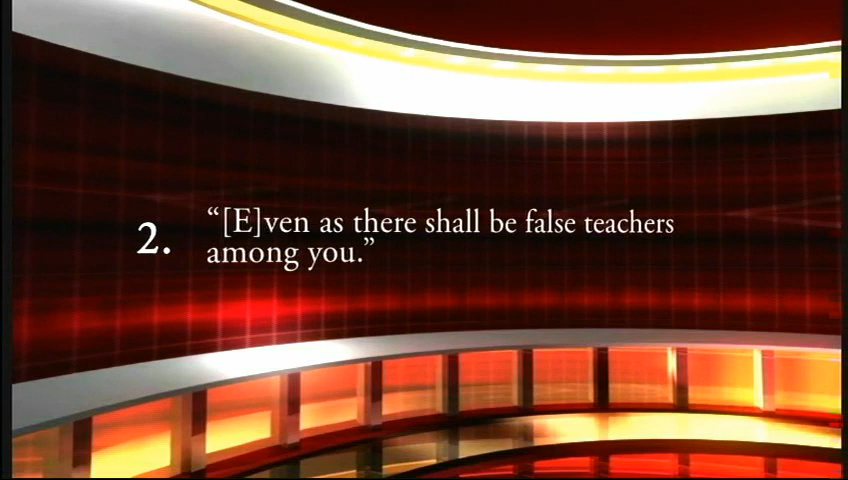 2.
“[E]ven as there shall be false teachers
among you.”